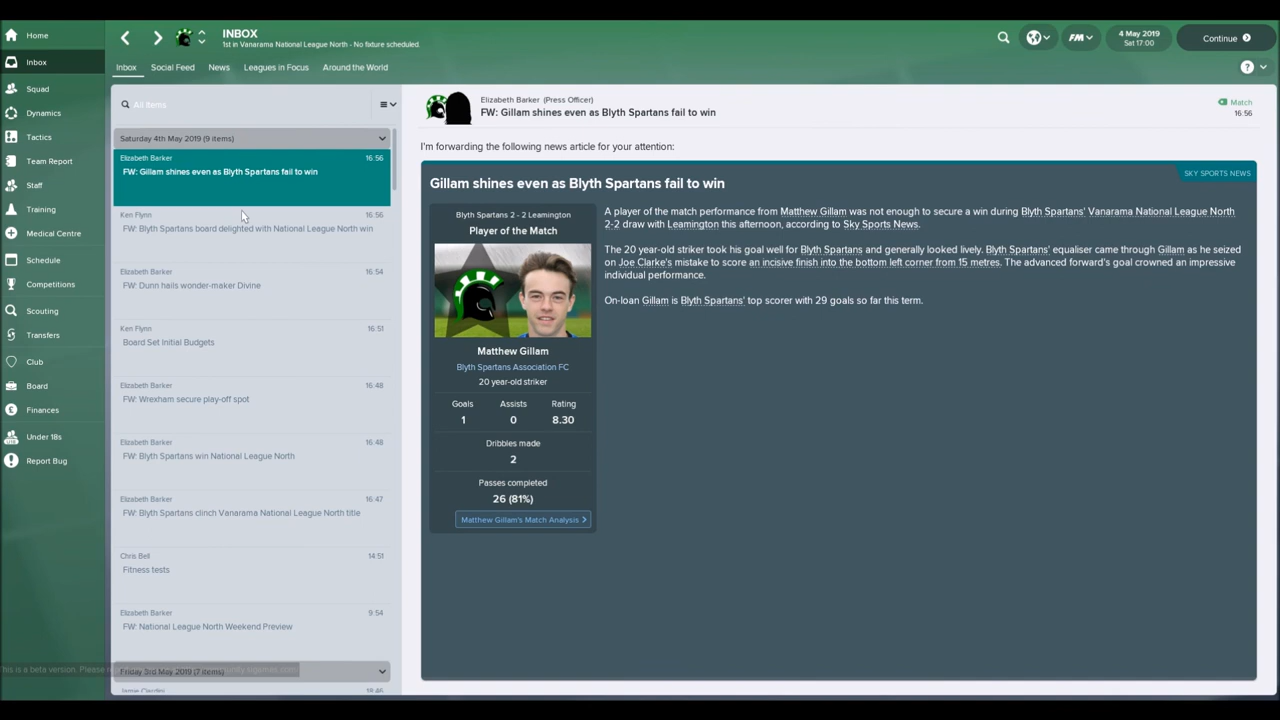 Home
Inbox
Squad
Dynamics
Tactics
Team Report
Staff
Training
Medical Centre
Schedule
Competitions
Scouting
Transfers
Club
Board
Finances
Under 18s
Report Bug
INBOX
1st in Vanarama National League North - No fixture scheduled.
FM
4 May 2019
Sat 17:00
Continue
Inbox Social Feed News Leagues in Focus Around the World
?
All Items
Saturday 4th May 2019 (9 items)
Elizabeth Barker 16:56
FW: Gillam shines even as Blyth Spartans fail to win
Ken Flynn 16:56
FW: Blyth Spartans board delighted with National League North win
Elizabeth Barker 16:54
FW: Dunn hails wonder-maker Divine
Ken Flynn 16:51
Board Set Initial Budgets
Elizabeth Barker 16:48
FW: Wrexham secure play-off spot
Elizabeth Barker 16:48
FW: Blyth Spartans win National League North
Elizabeth Barker 16:47
FW: Blyth Spartans clinch Vanarama National League North title
Chris Bell 14:51
Fitness tests
Elizabeth Barker 9:54
FW: National League North Weekend Preview
This is a beta version. Please
Friday 3rd May 2019 (7 items)
Elizabeth Barker (Press Officer)
FW: Gillam shines even as Blyth Spartans fail to win
Match
16:56
I'm forwarding the following news article for your attention:
SKY SPORTS NEWS
Gillam shines even as Blyth Spartans fail to win
Blyth Spartans 2 - 2 Leamington
Player of the Match
Matthew Gillam
Blyth Spartans Association FC
20 year-old striker
Goals Assists Rating
1 0 8.30
Dribbles made
2
Passes completed
26 (81%)
Matthew Gillam's Match Analysis
A player of the match performance from Matthew Gillam was not enough to secure a win during Blyth Spartans' Vanarama National League North
2-2 draw with Leamington this afternoon, according to Sky Sports News.
The 20 year-old striker took his goal well for Blyth Spartans and generally looked lively. Blyth Spartans' equaliser came through Gillam as he seized
on Joe Clarke's mistake to score an incisive finish into the bottom left corner from 15 metres. The advanced forward's goal crowned an impressive
individual performance.
On-loan Gillam is Blyth Spartans' top scorer with 29 goals so far this term.